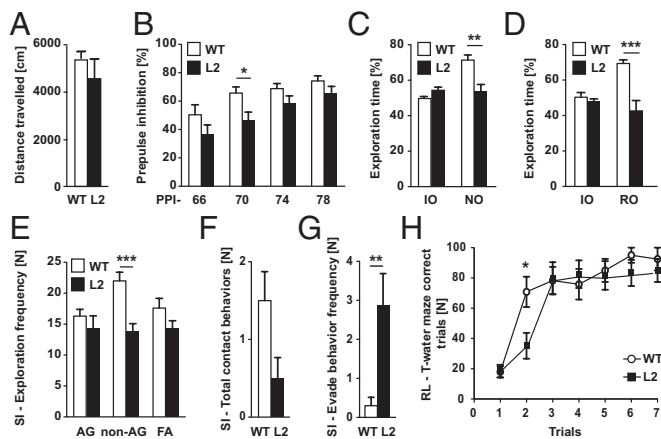 A
Distance travelled [cm]
6000
4000
2000
0
WT L2
B
Prepulse inhibition [%]
WT
L2
100
80
60
40
20
0
*
PPI- 66 70 74 78
C
Exploration time [%]
WT
L2
**
80
60
40
20
0
IO NO
D
Exploration time [%]
WT
L2
***
80
60
40
20
0
IO RO
E
SI - Exploration frequency [N]
WT
L2
***
25
20
15
10
5
0
AG non-AG FA
F
SI - Total contact behaviors [N]
2
1
0
WT L2
G
SI - Evade behavior frequency [N]
**
4
3
2
1
0
WT L2
H
RL - T-water maze correct
trials [N]
100
80
60
40
20
0
*
WT
L2
0 1 2 3 4 5 6 7
Trials